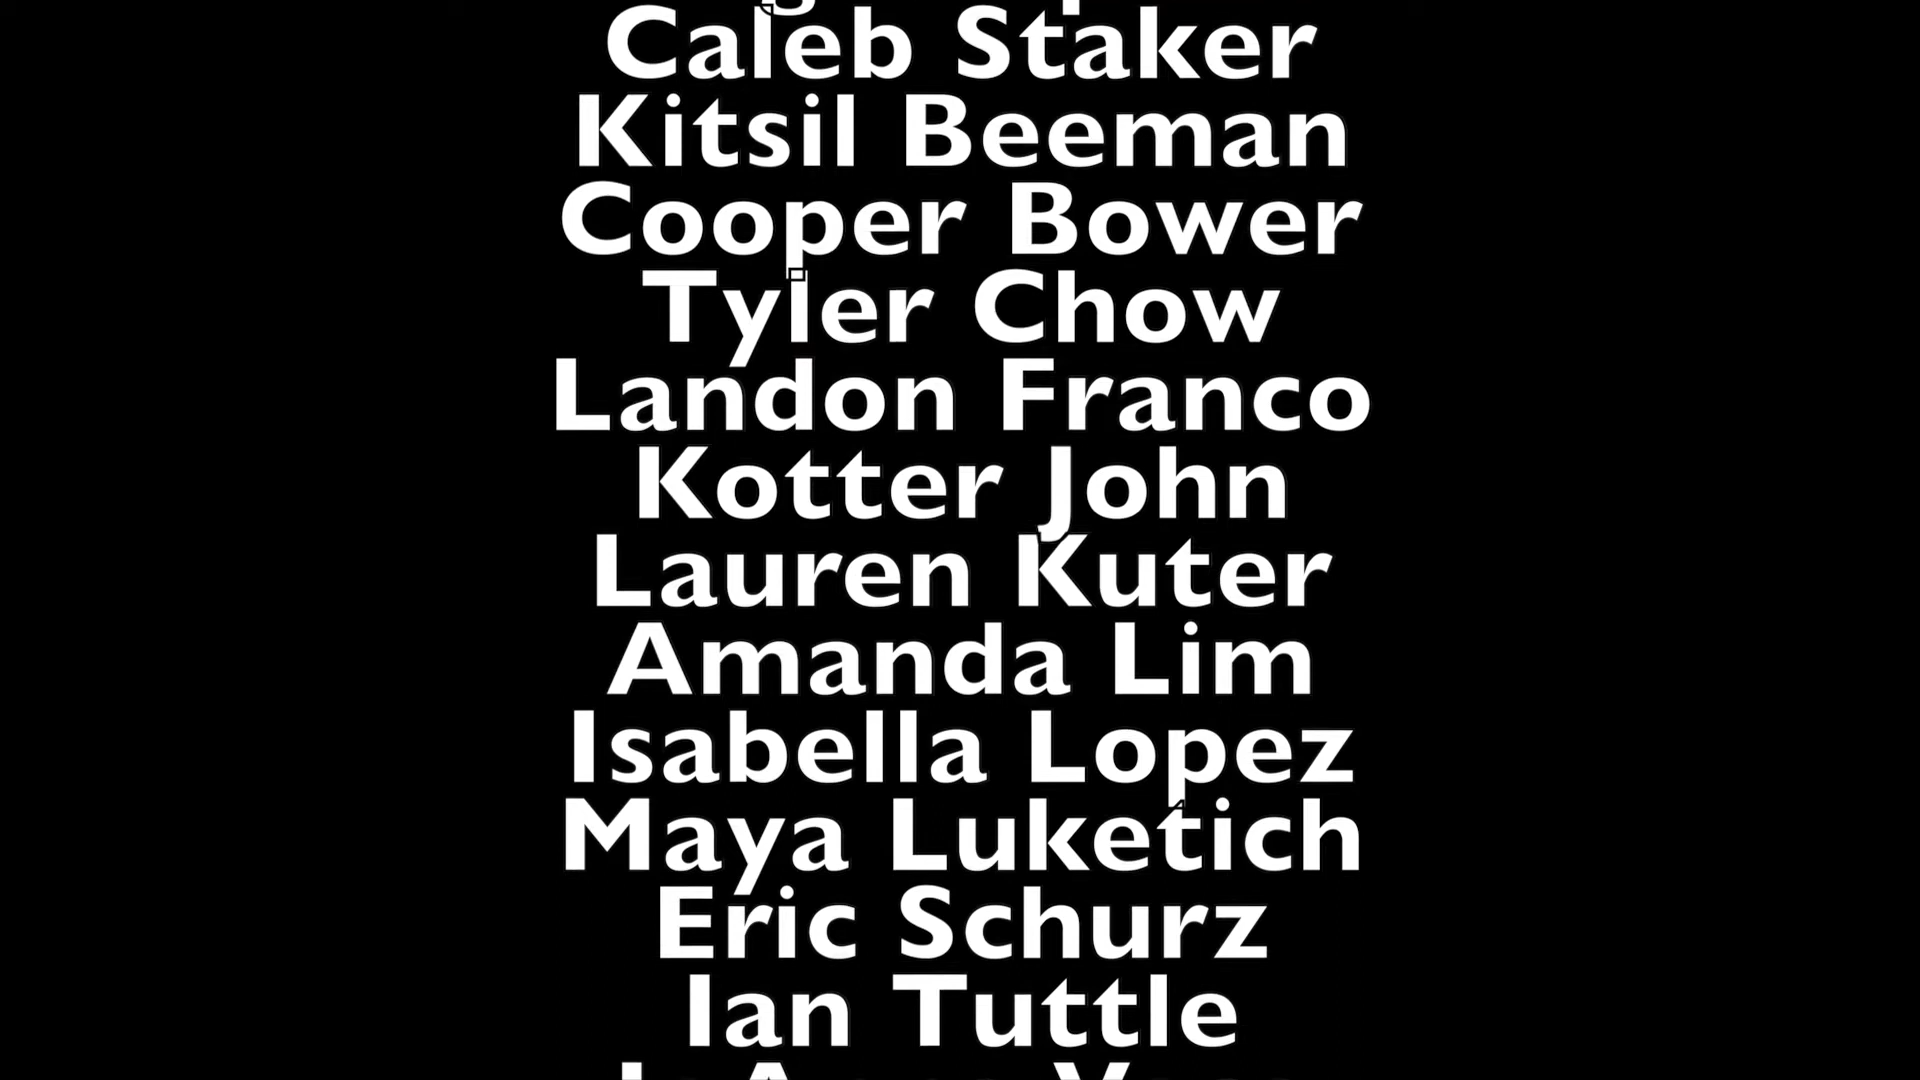 Caleb Staker
Kitsil Beeman
Cooper Bower
Tyler Chow
Landon Franco
Kotter John
Lauren Kuter
Amanda Lim
Isabella Lopez
Maya Luketich
Eric Schurz
Ian Tuttle